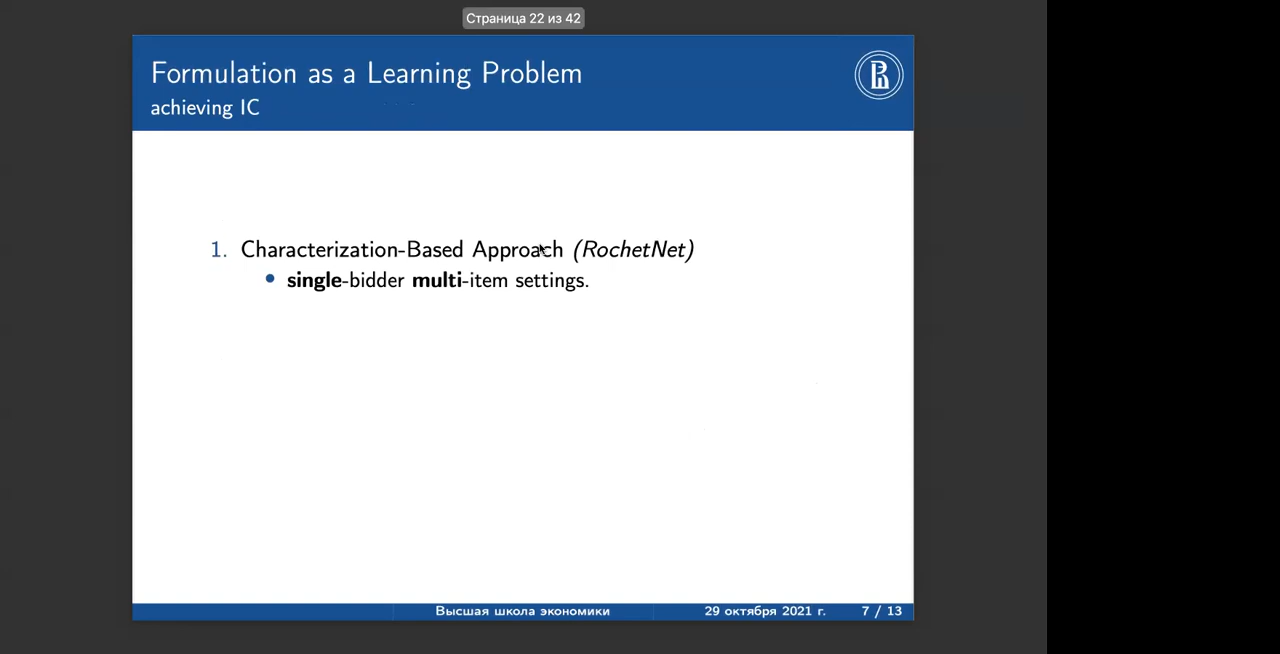 Страница 22 из 42
Formulation as a Learning Problem
achieving IC
1. Characterization-Based Approach (RochetNet)
• single-bidder multi-item settings.
Высшая школа экономики 29 октября 2021 г. 7 / 13